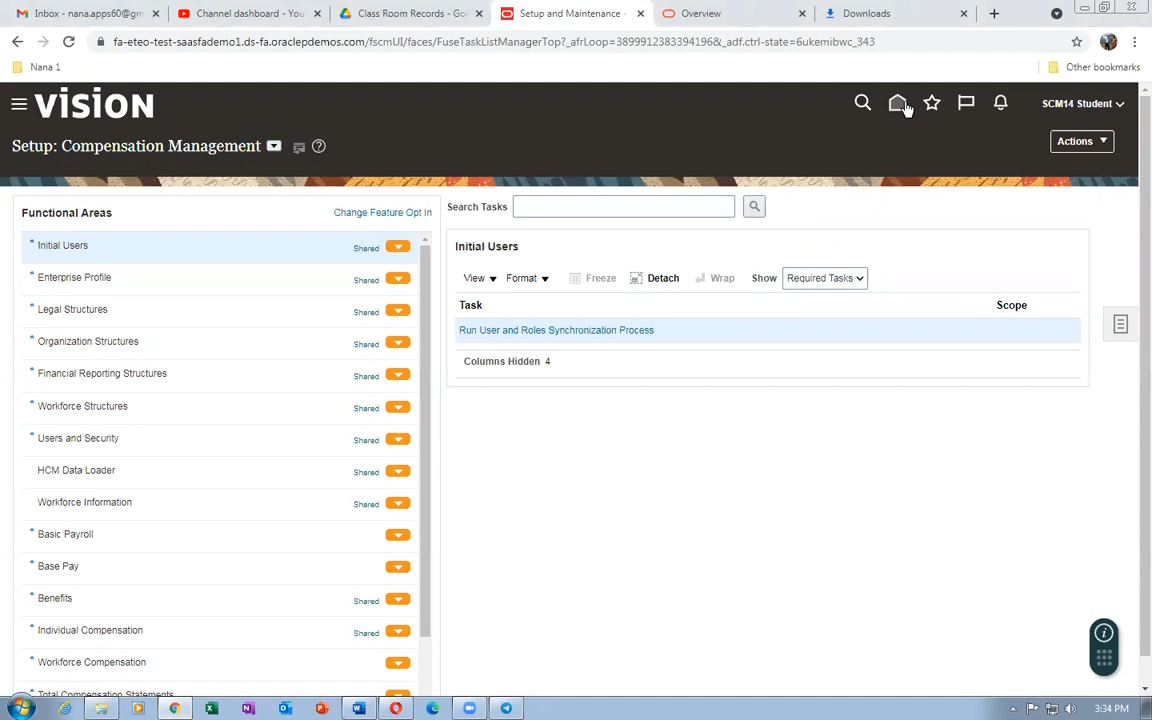 Inbox - nana.apps60@gm
Channel dashboard - You
Class Room Records - Goo
Setup and Maintenance -
Overview
Downloads
fa-eteo-test-saasfademo1.ds-fa.oraclepdemos.com/fscmUI/faces/FuseTaskListManagerTop?_afrLoop=38999123833941968&_adf.ctrl-state=6ukemibwc_343
Nana 1
Other bookmarks
VISION
SCM14 Student
Setup: Compensation Management
Actions
Functional Areas
Change Feature Opt In
Search Tasks
* Initial Users Shared
* Enterprise Profile Shared
* Legal Structures Shared
* Organization Structures Shared
* Financial Reporting Structures Shared
* Workforce Structures Shared
* Users and Security Shared
HCM Data Loader Shared
Workforce Information Shared
* Basic Payroll
* Base Pay
* Benefits Shared
* Individual Compensation Shared
* Workforce Compensation
* Total Compensation Statements
Initial Users
View Format Freeze Detach Wrap Show Required Tasks
Task Scope
Run User and Roles Synchronization Process
Columns Hidden 4
3:34 PM